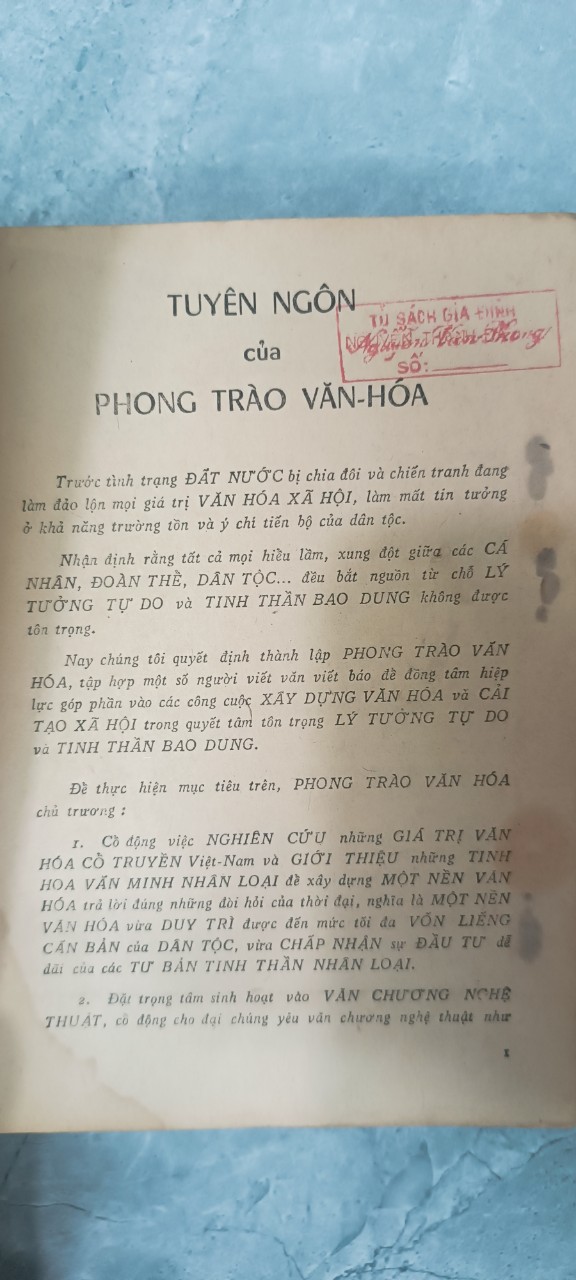 TUYÊN NGÔN
của
PHONG TRÀO VĂN-HÓA
TỦ SÁCH GIA ĐÌNH
Nguyễn Văn Phong
SỐ:
Trước tình trạng ĐẤT NƯỚC bị chia đôi và chiến tranh đang
làm đảo lộn mọi giá trị VĂN HÓA XÃ HỘI, làm mất tin tưởng
ở khả năng trường tồn và ý chí tiến bộ của dân tộc.
Nhận định rằng tất cả mọi hiểu lầm, xung đột giữa các CÁ
NHÂN, ĐOÀN THỂ, DÂN TỘC... đều bắt nguồn từ chỗ LÝ
TƯỞNG TỰ DO và TINH THẦN BAO DUNG không được
tôn trọng.
Nay chúng tôi quyết định thành lập PHONG TRÀO VĂN
HÓA, tập hợp một số người viết văn viết báo để đồng tâm hiệp
lực góp phần vào các công cuộc XÂY DỰNG VĂN HÓA và CẢI
TẠO XÃ HỘI trong quyết tâm tôn trọng LÝ TƯỞNG TỰ DO
và TINH THẦN BAO DUNG.
Để thực hiện mục tiêu trên, PHONG TRÀO VĂN HÓA
chủ trương :
1. Cổ động việc NGHIÊN CỨU những GIÁ TRỊ VĂN
HÓA CỔ TRUYỀN Việt-Nam và GIỚI THIỆU những TINH
HOA VĂN MINH NHÂN LOẠI để xây dựng MỘT NỀN VĂN
HÓA trả lời đúng những đòi hỏi của thời đại, nghĩa là MỘT NỀN
VĂN HÓA vừa DUY TRÌ được đến mức tối đa VỐN LIẾNG
CĂN BẢN của DÂN TỘC, vừa CHẤP NHẬN sự ĐẦU TƯ dễ
dãi của các TƯ BẢN TINH THẦN NHÂN LOẠI.
2. Đặt trọng tâm sinh hoạt vào VĂN CHƯƠNG NGHỆ
THUẬT, cổ động cho đại chúng yêu văn chương nghệ thuật như
1